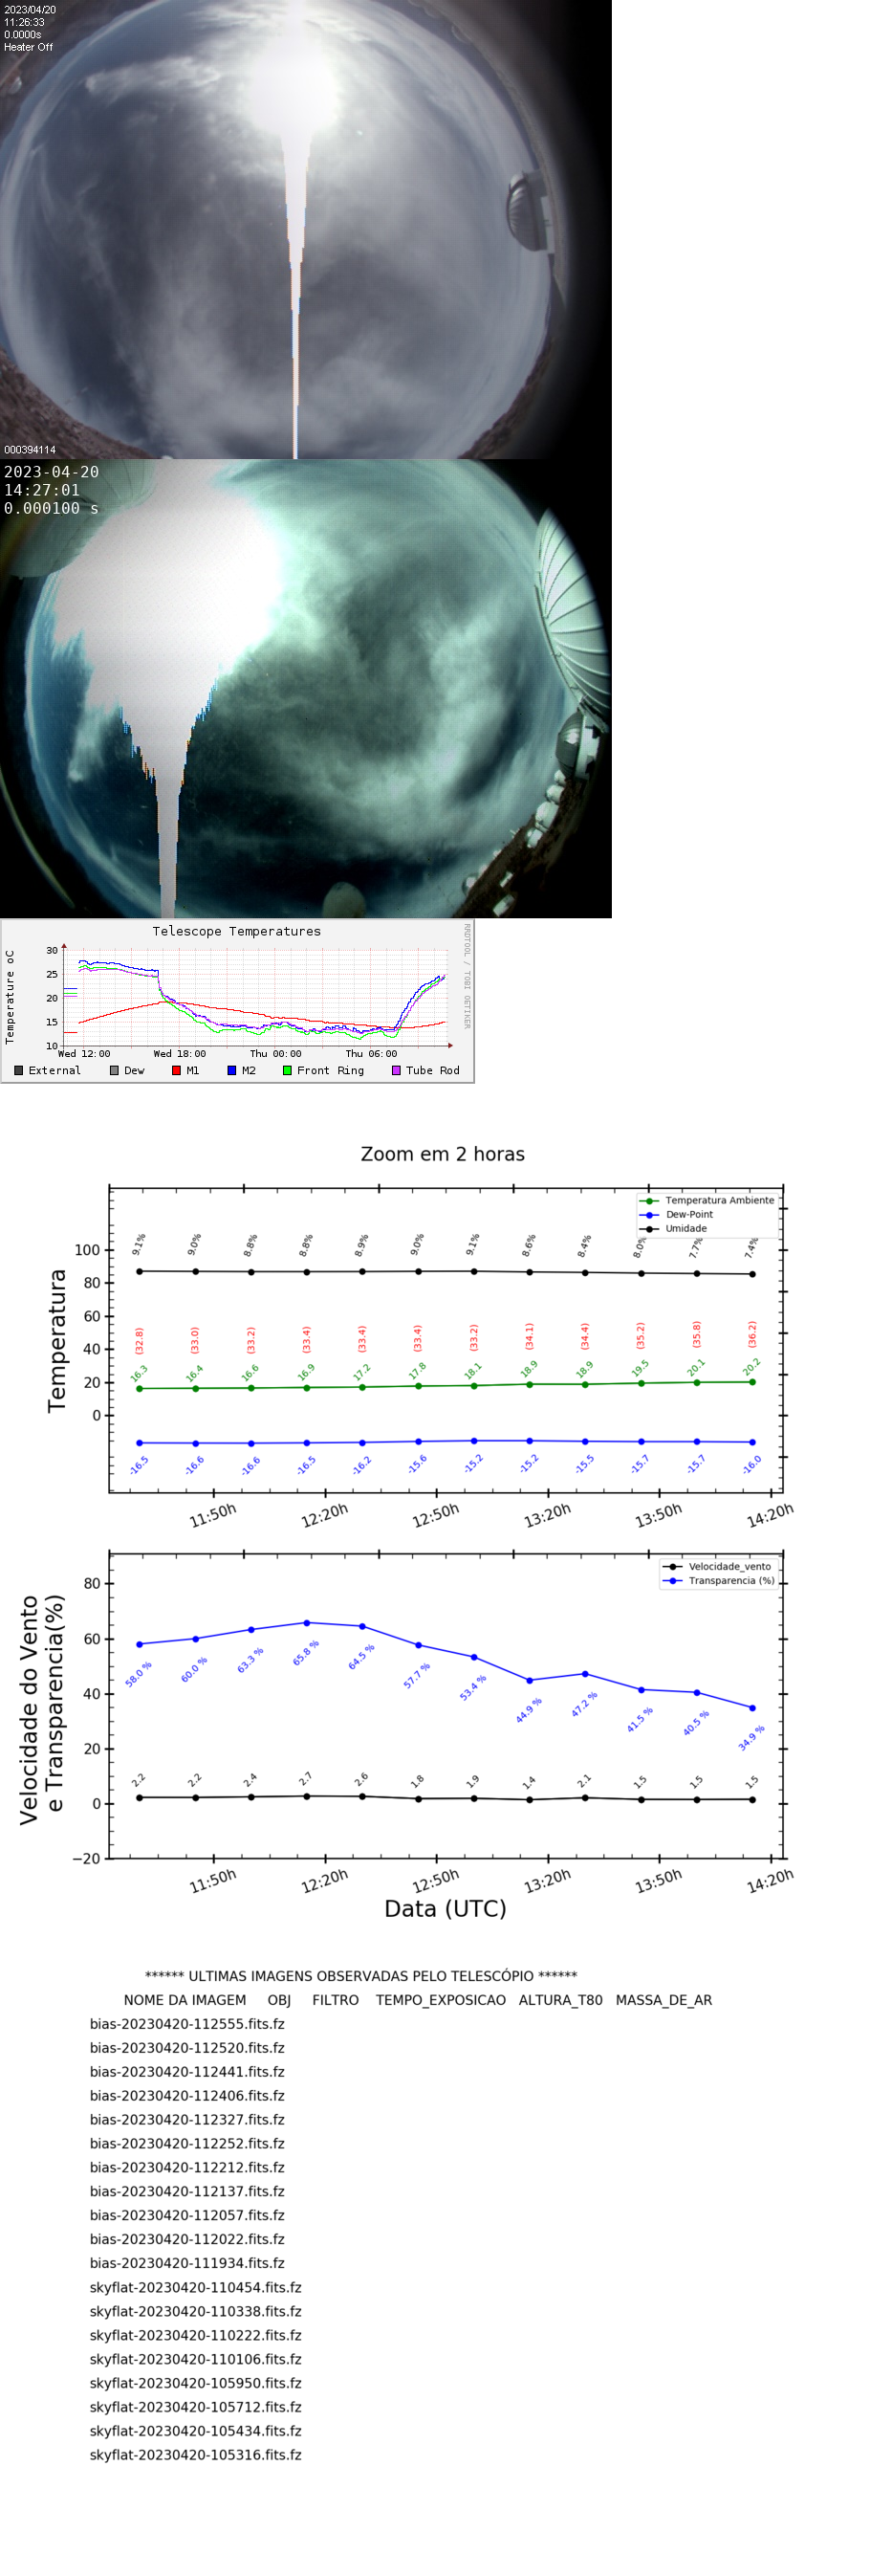 2023/04/20
11:26:33
0.0000s
Heater Off
000394114
2023-04-20
14:27:01
0.000100 s
Telescope Temperatures
RRDTOOL / TOBI OETIKER
Temperature oC
30
25
20
15
10
Wed 12:00 Wed 18:00 Thu 00:00 Thu 06:00
External Dew M1 M2 Front Ring Tube Rod
Zoom em 2 horas
Temperatura Ambiente
Dew-Point
Umidade
Temperatura
100
80
60
40
20
0
9.1% 9.0% 8.8% 8.8% 8.9% 9.0% 9.1% 8.6% 8.4% 8.0% 7.7% 7.4%
(32.8) (33.0) (33.2) (33.4) (33.4) (33.4) (33.2) (34.1) (34.4) (35.2) (35.8) (36.2)
16.3 16.4 16.6 16.9 17.2 17.8 18.1 18.9 18.9 19.5 20.1 20.2
-16.5 -16.6 -16.6 -16.5 -16.2 -15.6 -15.2 -15.2 -15.5 -15.7 -15.7 -16.0
11:50h 12:20h 12:50h 13:20h 13:50h 14:20h
Velocidade_vento
Transparencia (%)
Velocidade do Vento
e Transparencia(%)
80
60
40
20
0
−20
58.0 % 60.0 % 63.3 % 65.8 % 64.5 % 57.7 % 53.4 % 44.9 % 47.2 % 41.5 % 40.5 % 34.9 %
2.2 2.2 2.4 2.7 2.6 1.8 1.9 1.4 2.1 1.5 1.5 1.5
11:50h 12:20h 12:50h 13:20h 13:50h 14:20h
Data (UTC)
****** ULTIMAS IMAGENS OBSERVADAS PELO TELESCÓPIO ******
NOME DA IMAGEM OBJ FILTRO TEMPO_EXPOSICAO ALTURA_T80 MASSA_DE_AR
bias-20230420-112555.fits.fz
bias-20230420-112520.fits.fz
bias-20230420-112441.fits.fz
bias-20230420-112406.fits.fz
bias-20230420-112327.fits.fz
bias-20230420-112252.fits.fz
bias-20230420-112212.fits.fz
bias-20230420-112137.fits.fz
bias-20230420-112057.fits.fz
bias-20230420-112022.fits.fz
bias-20230420-111934.fits.fz
skyflat-20230420-110454.fits.fz
skyflat-20230420-110338.fits.fz
skyflat-20230420-110222.fits.fz
skyflat-20230420-110106.fits.fz
skyflat-20230420-105950.fits.fz
skyflat-20230420-105712.fits.fz
skyflat-20230420-105434.fits.fz
skyflat-20230420-105316.fits.fz